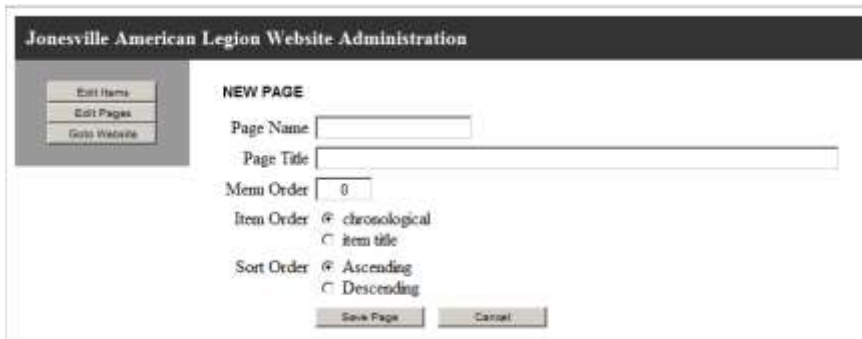 Jonesville American Legion Website Administration
Edit Items
Edit Pages
Goto Website
NEW PAGE
Page Name
Page Title
Menu Order 0
Item Order chronological
item title
Sort Order Ascending
Descending
Save Page Cancel